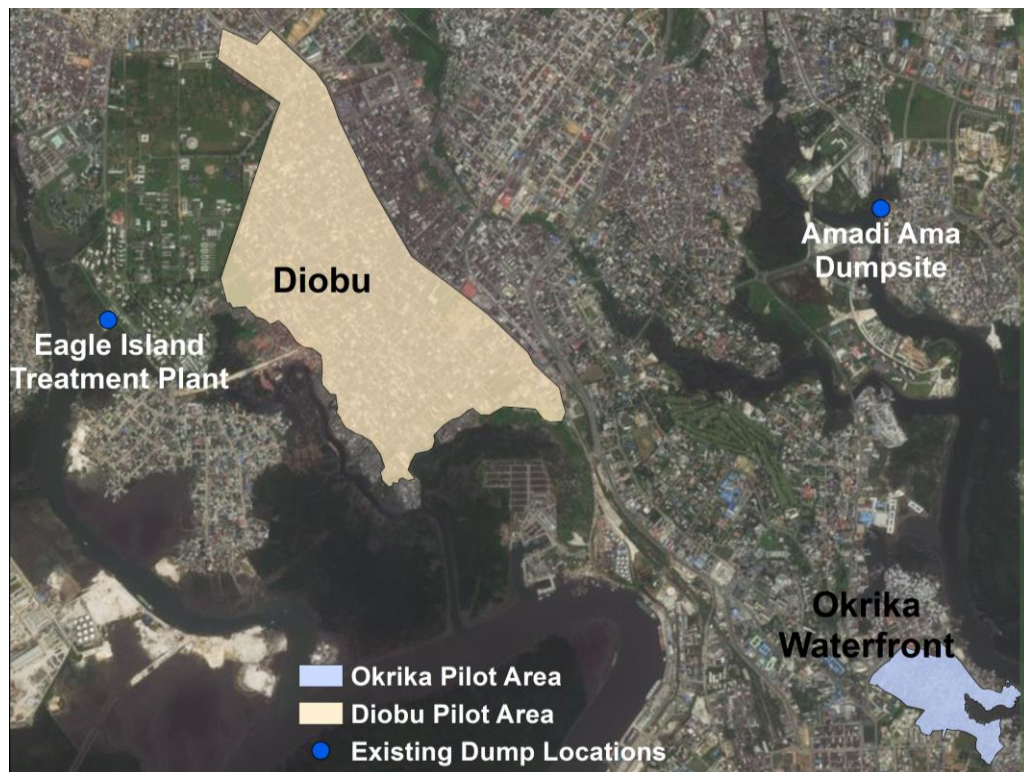 Diobu
Amadi Ama
Dumpsite
Eagle Island
Treatment Plant
Okrika
Waterfront
Okrika Pilot Area
Diobu Pilot Area
Existing Dump Locations